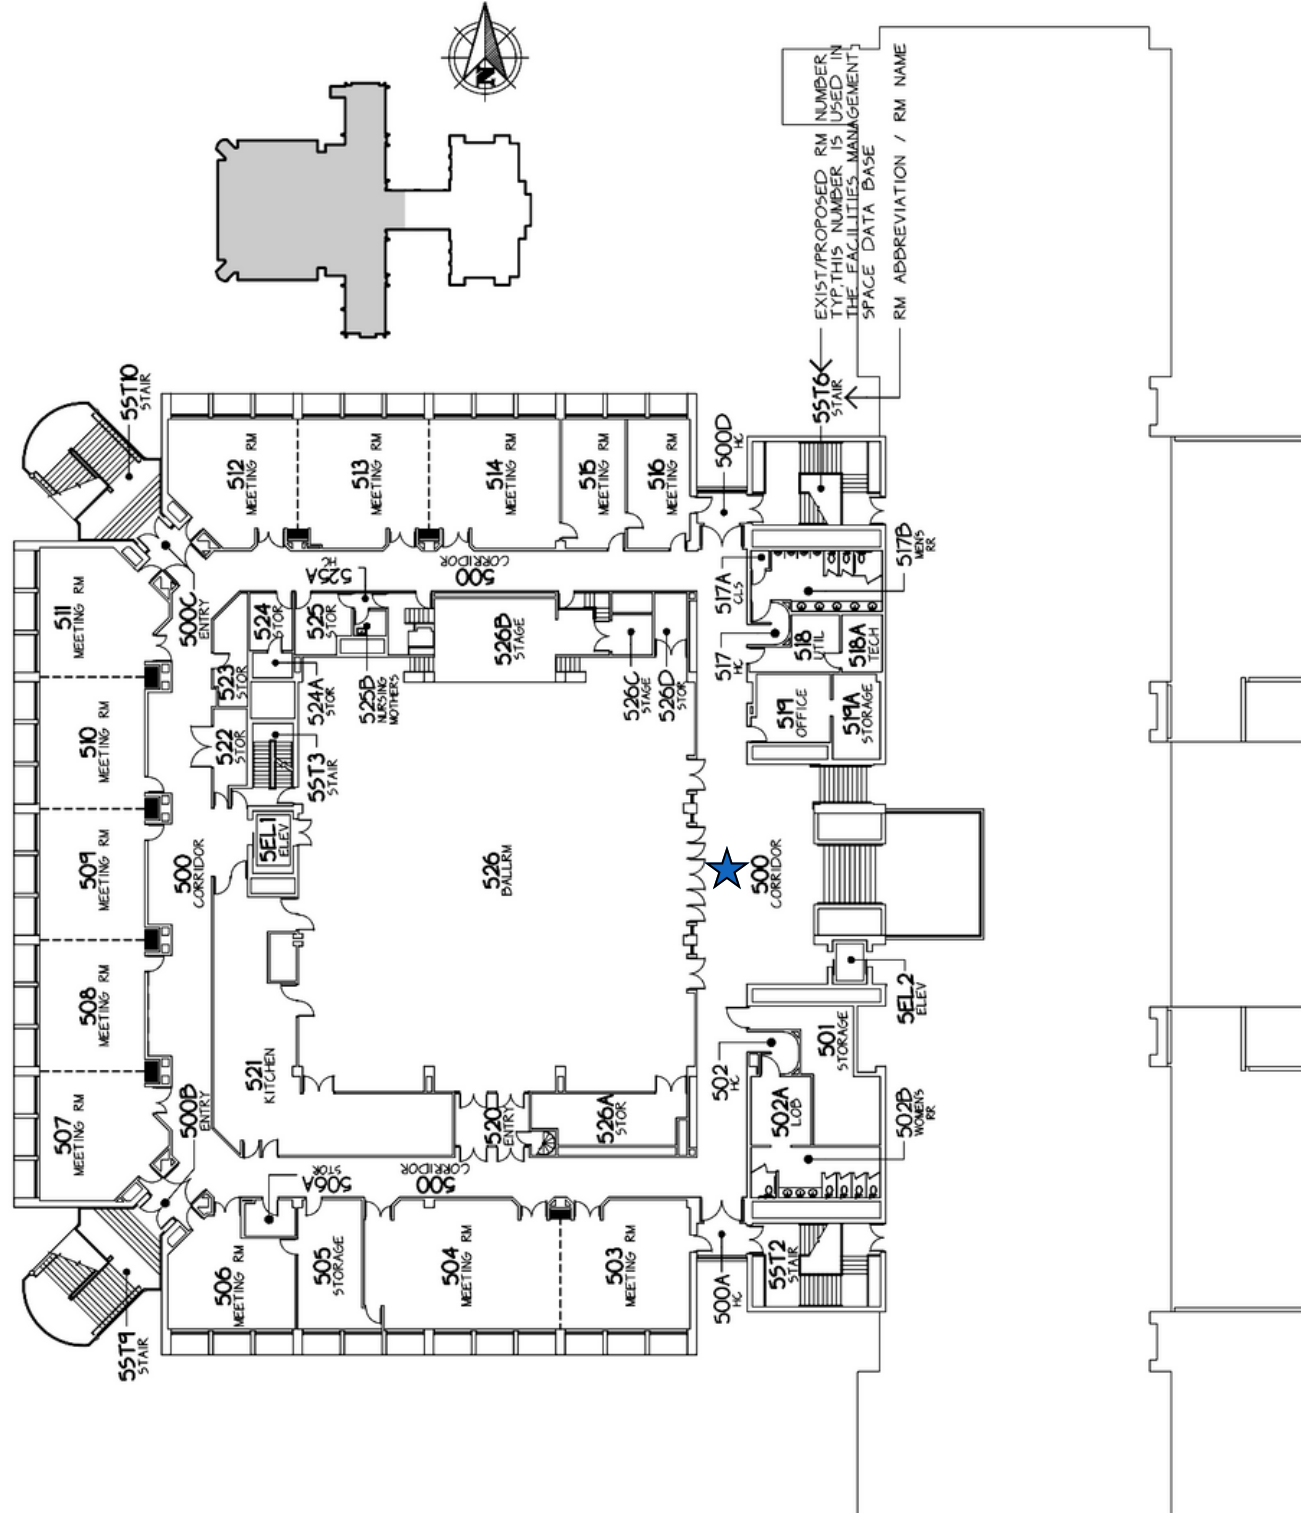 N
EXIST/PROPOSED RM NUMBER
TYP,THIS NUMBER IS USED IN
THE FACILITIES MANAGEMENT
SPACE DATA BASE
RM ABBREVIATION / RM NAME
5ST10
STAIR
512
MEETING RM
513
MEETING RM
514
MEETING RM
515
MEETING RM
516
MEETING RM
500D
HC
5ST6
STAIR
517B
MENS
RR
517A
CLS
517
HC
518
UTIL
518A
TECH
519
OFFICE
519A
STORAGE
511
MEETING RM
500C
ENTRY
525A
HC
500
CORRIDOR
524
STOR
525
STOR
523
STOR
524A
STOR
525B
NURSING
MOTHERS
526B
STAGE
526C
STAGE
526D
STOR
510
MEETING RM
522
STOR
5ST3
STAIR
509
MEETING RM
500
CORRIDOR
5EL1
ELEV
526
BALLRM
500
CORRIDOR
508
MEETING RM
5EL2
ELEV
521
KITCHEN
502
HC
501
STORAGE
507
MEETING RM
500B
ENTRY
520
ENTRY
526A
STOR
502A
LOB
502B
WOMENS
RR
506A
STOR
500
CORRIDOR
506
MEETING RM
505
STORAGE
504
MEETING RM
503
MEETING RM
500A
HC
5ST2
STAIR
5ST9
STAIR